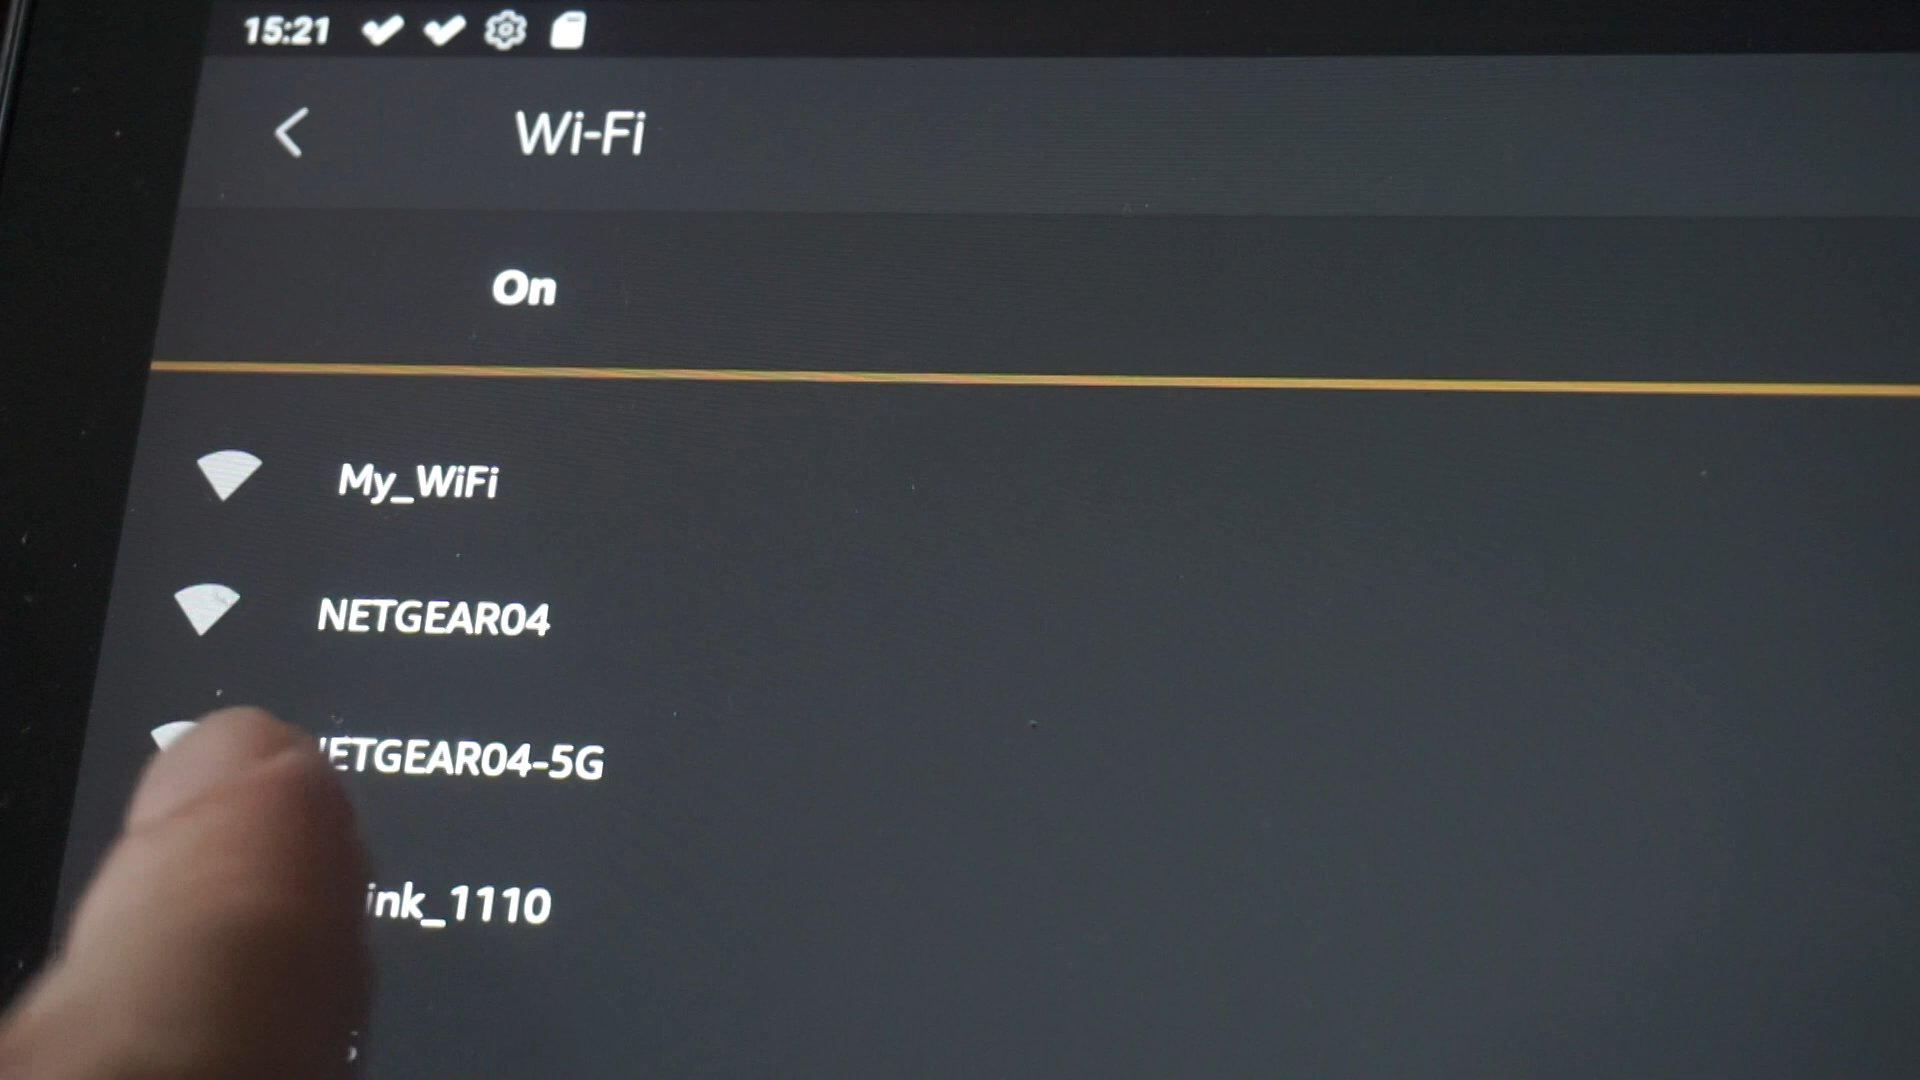 15:21
Wi-Fi
On
My_WiFi
NETGEAR04
ETGEAR04-5G
ink_1110